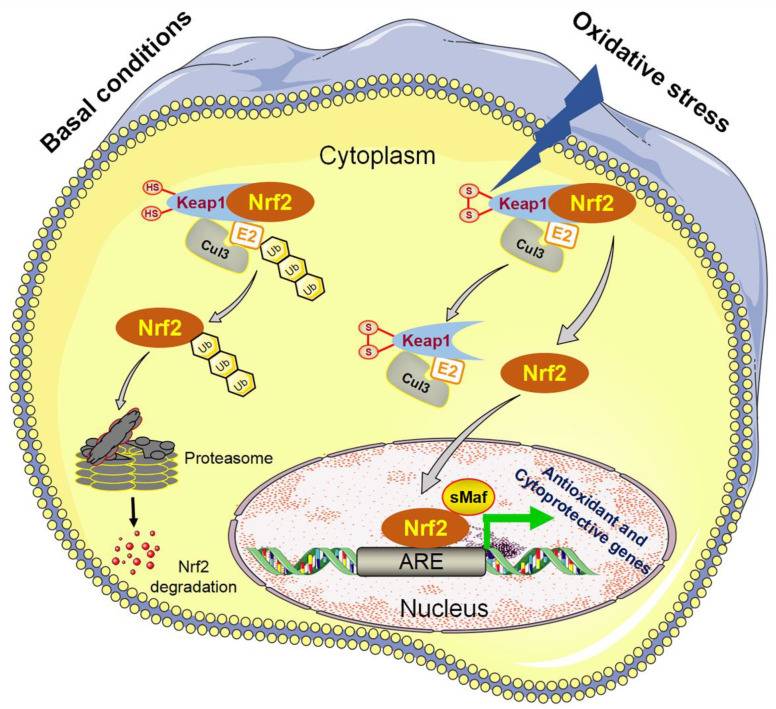 Basal conditions
Oxidative stress
Cytoplasm
HS
HS
Keap1
Nrf2
Cul3
E2
Ub
Ub
Ub
S
S
Keap1
Nrf2
Cul3
E2
Nrf2
Ub
Ub
Ub
S
S
Keap1
Cul3
E2
Nrf2
Proteasome
Nrf2
degradation
sMaf
Nrf2
ARE
Antioxidant and
Cytoprotective genes
Nucleus